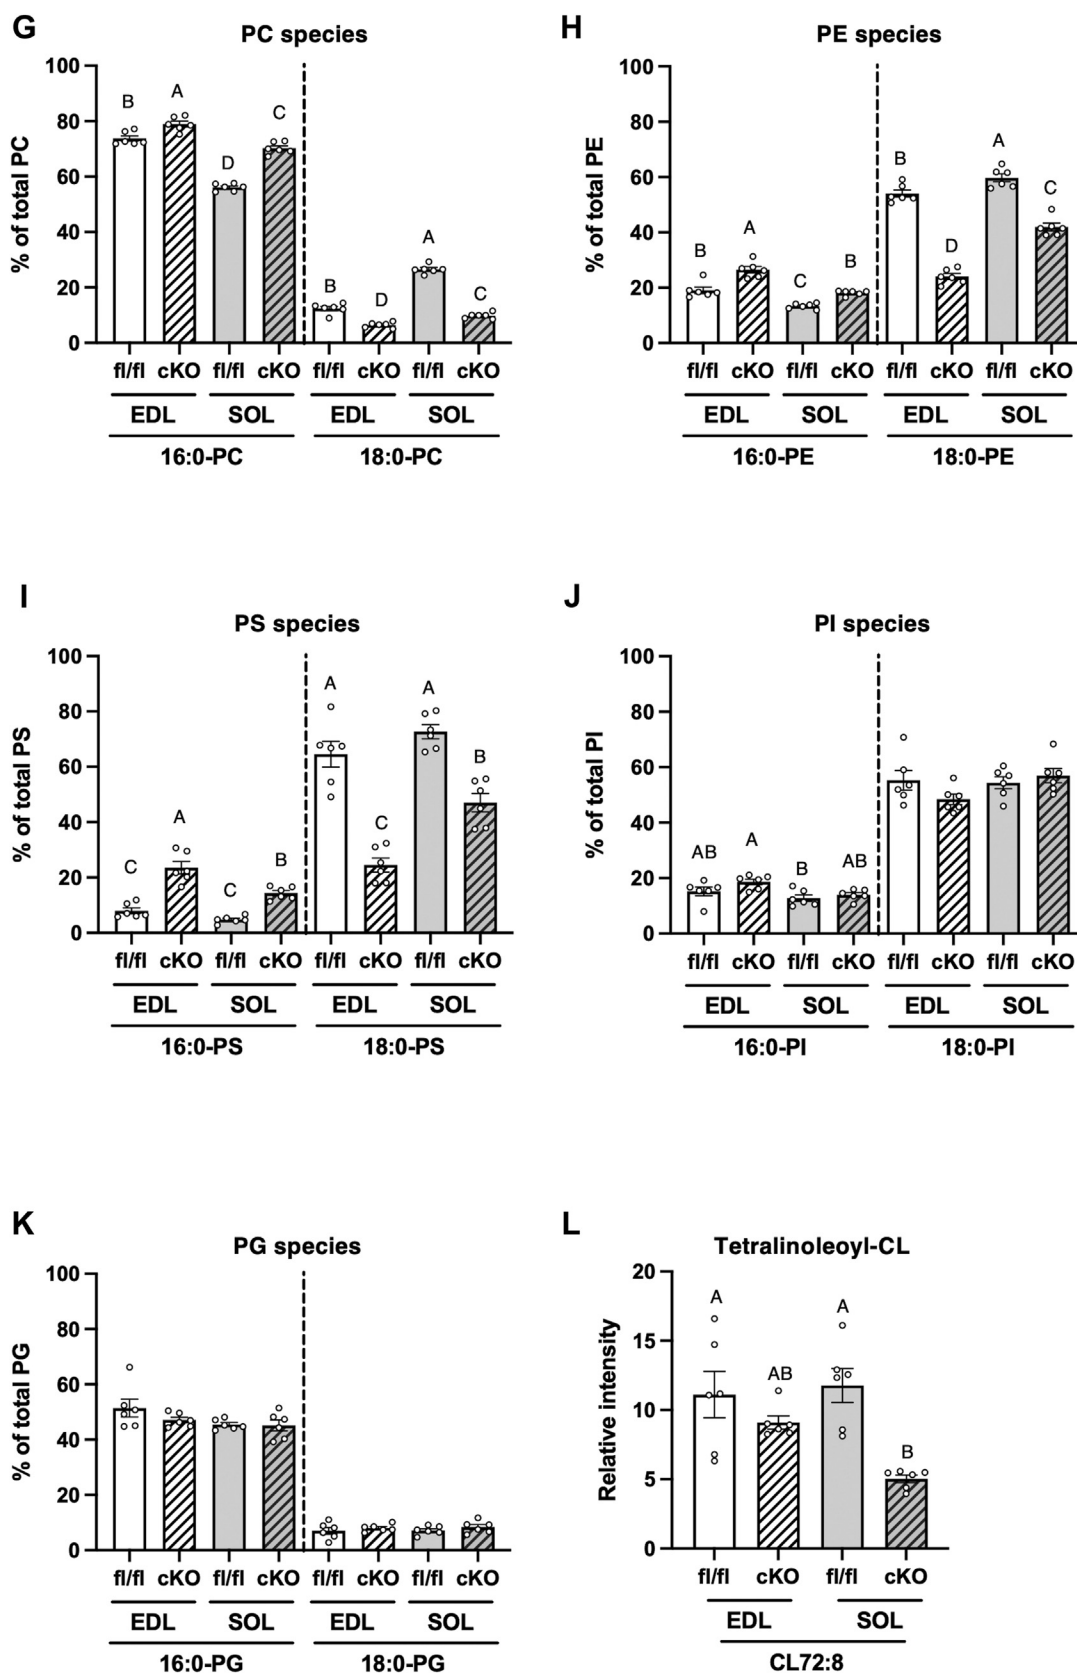 G
PC species
% of total PC
100
80
60
40
20
0
B
A
D
C
B
D
A
C
fl/fl cKO fl/fl cKO fl/fl cKO fl/fl cKO
EDL SOL EDL SOL
16:0-PC 18:0-PC
H
PE species
% of total PE
100
80
60
40
20
0
B
A
C
B
B
D
A
C
fl/fl cKO fl/fl cKO fl/fl cKO fl/fl cKO
EDL SOL EDL SOL
16:0-PE 18:0-PE
I
PS species
% of total PS
100
80
60
40
20
0
C
A
C
B
A
C
A
B
fl/fl cKO fl/fl cKO fl/fl cKO fl/fl cKO
EDL SOL EDL SOL
16:0-PS 18:0-PS
J
PI species
% of total PI
100
80
60
40
20
0
AB
A
B
AB
fl/fl cKO fl/fl cKO fl/fl cKO fl/fl cKO
EDL SOL EDL SOL
16:0-PI 18:0-PI
K
PG species
% of total PG
100
80
60
40
20
0
fl/fl cKO fl/fl cKO fl/fl cKO fl/fl cKO
EDL SOL EDL SOL
16:0-PG 18:0-PG
L
Tetralinoleoyl-CL
Relative intensity
20
15
10
5
0
A
AB
A
B
fl/fl cKO fl/fl cKO
EDL SOL
CL72:8